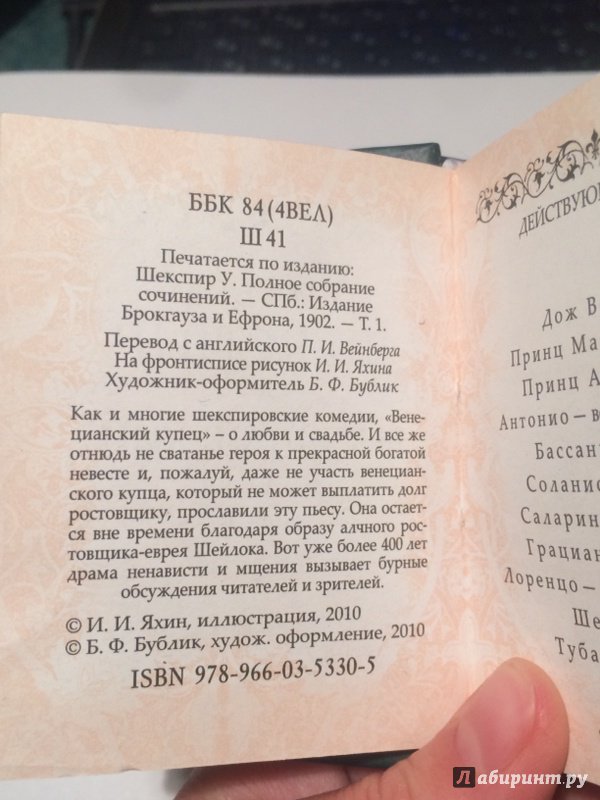 ББК 84 (4ВЕЛ)
Ш 41
Печатается по изданию:
Шекспир У. Полное собрание
сочинений. — СПб.: Издание
Брокгауза и Ефрона, 1902. — Т. 1.
Перевод с английского П. И. Вейнберга
На фронтисписе рисунок И. И. Яхина
Художник-оформитель Б. Ф. Бублик
Как и многие шекспировские комедии, «Вене-
цианский купец» – о любви и свадьбе. И все же
отнюдь не сватанье героя к прекрасной богатой
невесте и, пожалуй, даже не участь венециан-
ского купца, который не может выплатить долг
ростовщику, прославили эту пьесу. Она остает-
ся вне времени благодаря образу алчного рос-
товщика-еврея Шейлока. Вот уже более 400 лет
драма ненависти и мщения вызывает бурные
обсуждения читателей и зрителей.
© И. И. Яхин, иллюстрация, 2010
© Б. Ф. Бублик, худож. оформление, 2010
ISBN 978-966-03-5330-5
ДЕЙСТВУЮ
Дож В
Принц Ма
Принц А
Антонио – ве
Бассан
Соланио
Саларин
Грациан
Лоренцо –
Ше
Туба
Лабиринт.ру